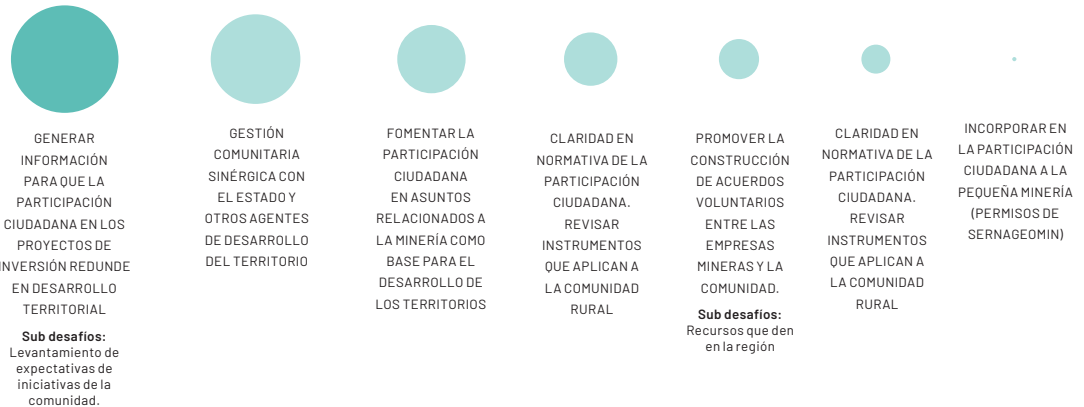 GENERAR
INFORMACIÓN
PARA QUE LA
PARTICIPACIÓN
CIUDADANA EN LOS
PROYECTOS DE
INVERSIÓN REDUNDE
EN DESARROLLO
TERRITORIAL
Sub desafíos:
Levantamiento de
expectativas de
iniciativas de la
comunidad.
GESTIÓN
COMUNITARIA
SINÉRGICA CON
EL ESTADO Y
OTROS AGENTES
DE DESARROLLO
DEL TERRITORIO
FOMENTAR LA
PARTICIPACIÓN
CIUDADANA
EN ASUNTOS
RELACIONADOS A
LA MINERÍA COMO
BASE PARA EL
DESARROLLO DE
LOS TERRITORIOS
CLARIDAD EN
NORMATIVA DE LA
PARTICIPACIÓN
CIUDADANA.
REVISAR
INSTRUMENTOS
QUE APLICAN A
LA COMUNIDAD
RURAL
PROMOVER LA
CONSTRUCCIÓN
DE ACUERDOS
VOLUNTARIOS
ENTRE LAS
EMPRESAS
MINERAS Y LA
COMUNIDAD.
Sub desafíos:
Recursos que den
en la región
CLARIDAD EN
NORMATIVA DE LA
PARTICIPACIÓN
CIUDADANA.
REVISAR
INSTRUMENTOS
QUE APLICAN A
LA COMUNIDAD
RURAL
INCORPORAR EN
LA PARTICIPACIÓN
CIUDADANA A LA
PEQUEÑA MINERÍA
(PERMISOS DE
SERNAGEOMIN)